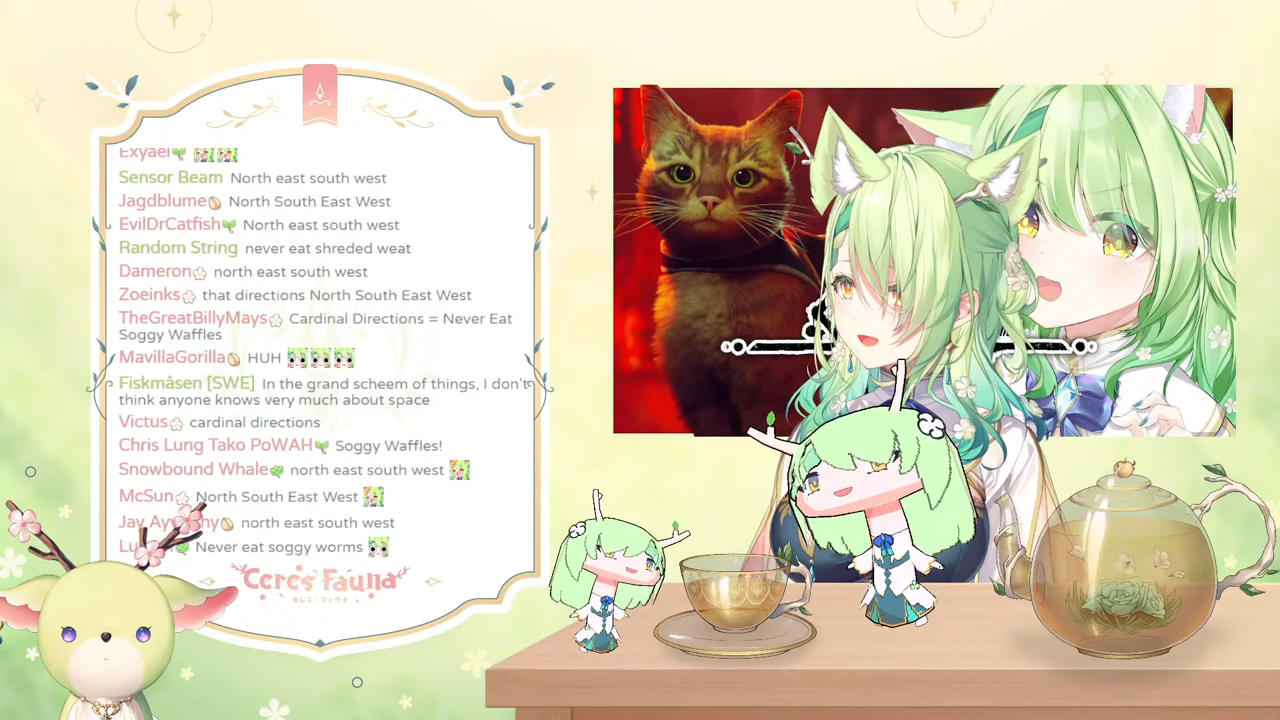 Exyael
Sensor Beam North east south west
Jagdblume North South East West
EvilDrCatfish North east south west
Random String never eat shreded weat
Dameron north east south west
Zoeinks that directions North South East West
TheGreatBillyMays Cardinal Directions = Never Eat
Soggy Waffles
MavillaGorilla HUH
Fiskmåsen [SWE] In the grand scheem of things, I don't
think anyone knows very much about space
Victus cardinal directions
Chris Lung Tako PoWAH Soggy Waffles!
Snowbound Whale north east south west
McSun North South East West
Jay north east south west
Never eat soggy worms
Ceres Fauna
セレス・ファウナ